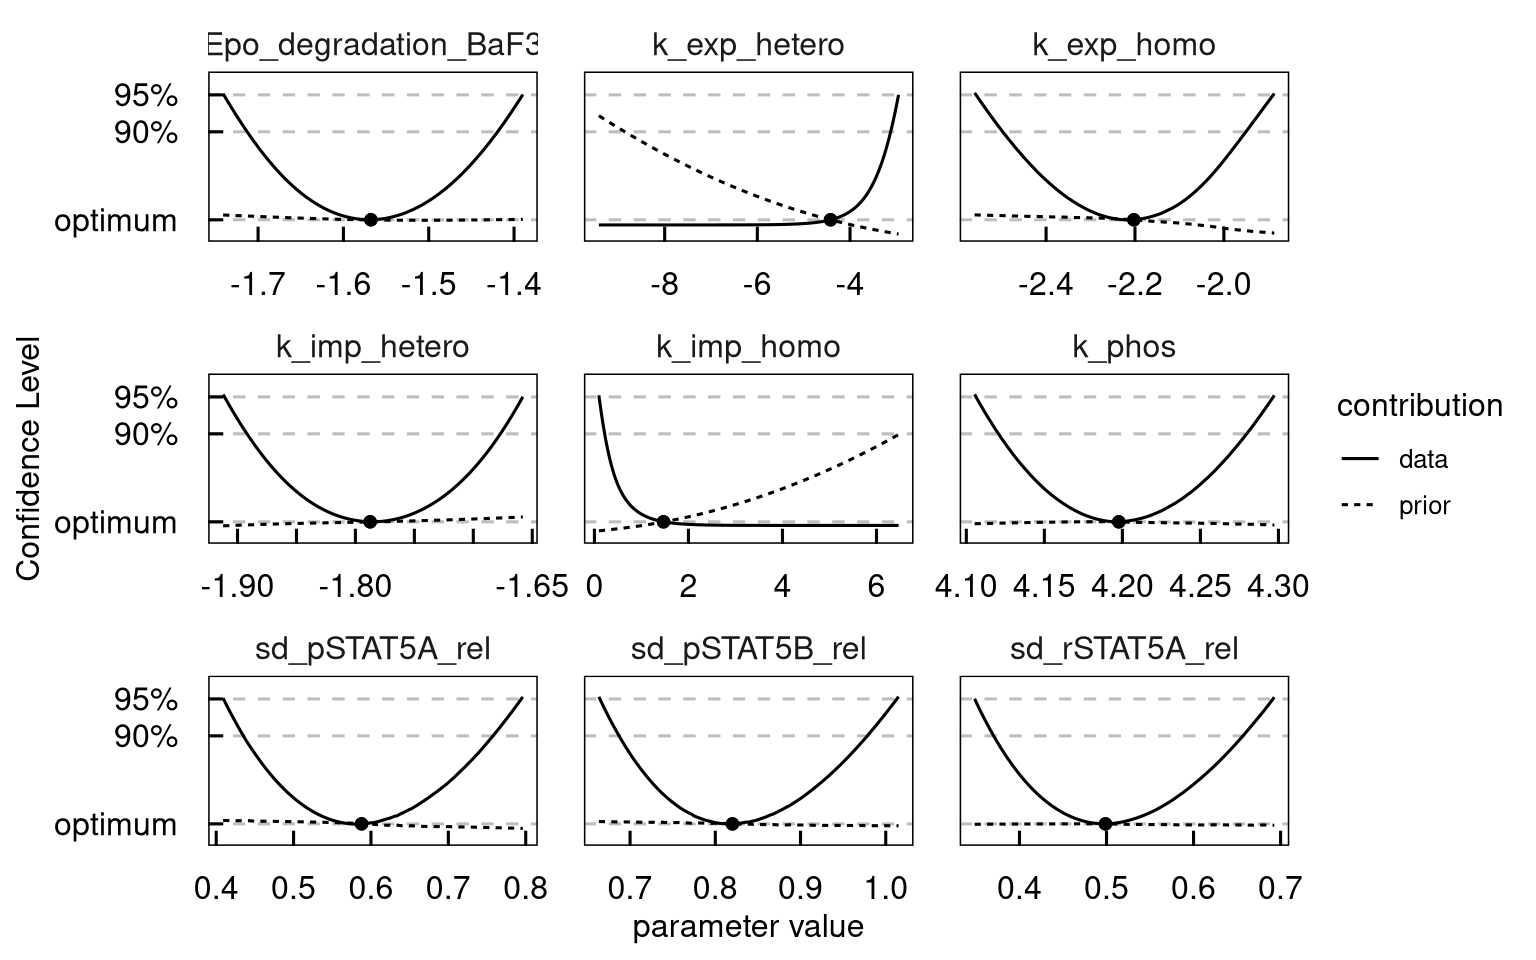 Epo_degradation_BaF3 k_exp_hetero k_exp_homo
95%
90%
optimum
-1.7 -1.6 -1.5 -1.4 -8 -6 -4 -2.4 -2.2 -2.0
k_imp_hetero k_imp_homo k_phos
95%
90%
optimum
-1.90 -1.80 -1.65 0 2 4 6 4.10 4.15 4.20 4.25 4.30
sd_pSTAT5A_rel sd_pSTAT5B_rel sd_rSTAT5A_rel
95%
90%
optimum
0.4 0.5 0.6 0.7 0.8 0.7 0.8 0.9 1.0 0.4 0.5 0.6 0.7
parameter value
Confidence Level
contribution
data
prior